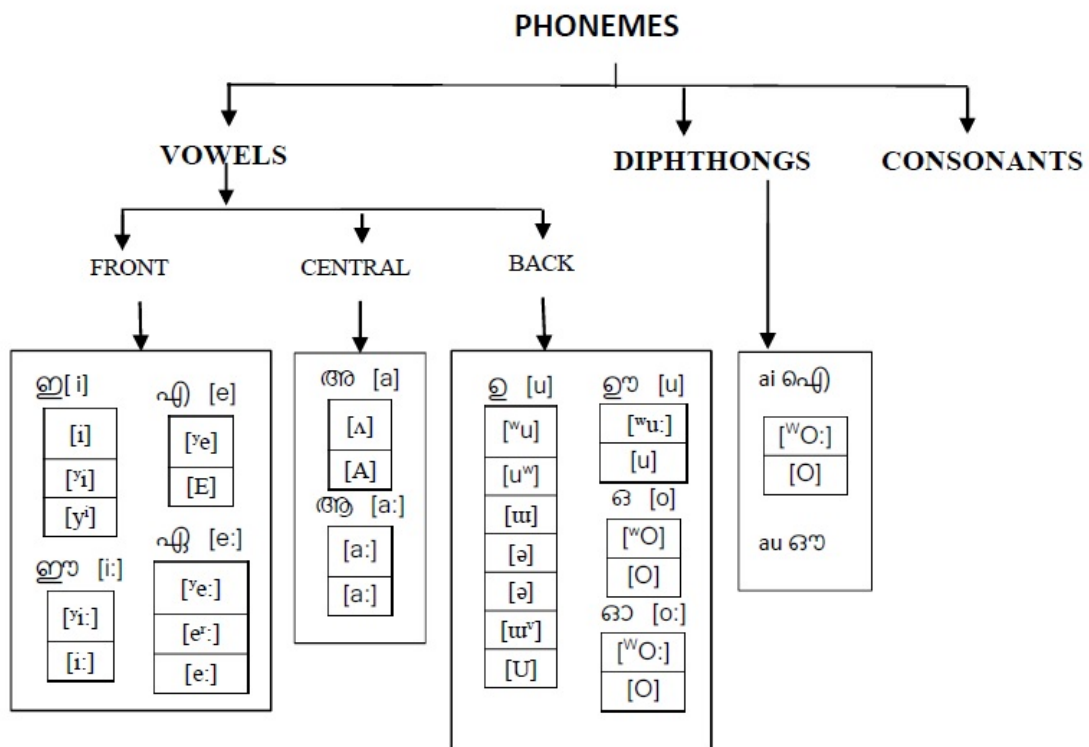 PHONEMES
VOWELS
DIPHTHONGS
CONSONANTS
FRONT
CENTRAL
BACK
ഇ[ i]
[i]
[ʸi]
[yⁱ]
ഈ [i:]
[ʸi:]
[i:]
എ [e]
[ʸe]
[E]
ഏ [e:]
[ʸe:]
[eʳ:]
[e:]
അ [a]
[ʌ]
[A]
ആ [a:]
[a:]
[a:]
ഉ [u]
[ʷu]
[uʷ]
[ɯ]
[ə]
[ə]
[ɯᵛ]
[U]
ഊ [u]
[ʷu:]
[u]
ഒ [o]
[ʷO]
[O]
ഓ [o:]
[ᵂO:]
[O]
ai ഐ
[ᵂO:]
[O]
au ഔ